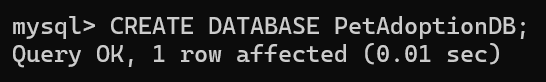 mysql> CREATE DATABASE PetAdoptionDB;
Query OK, 1 row affected (0.01 sec)